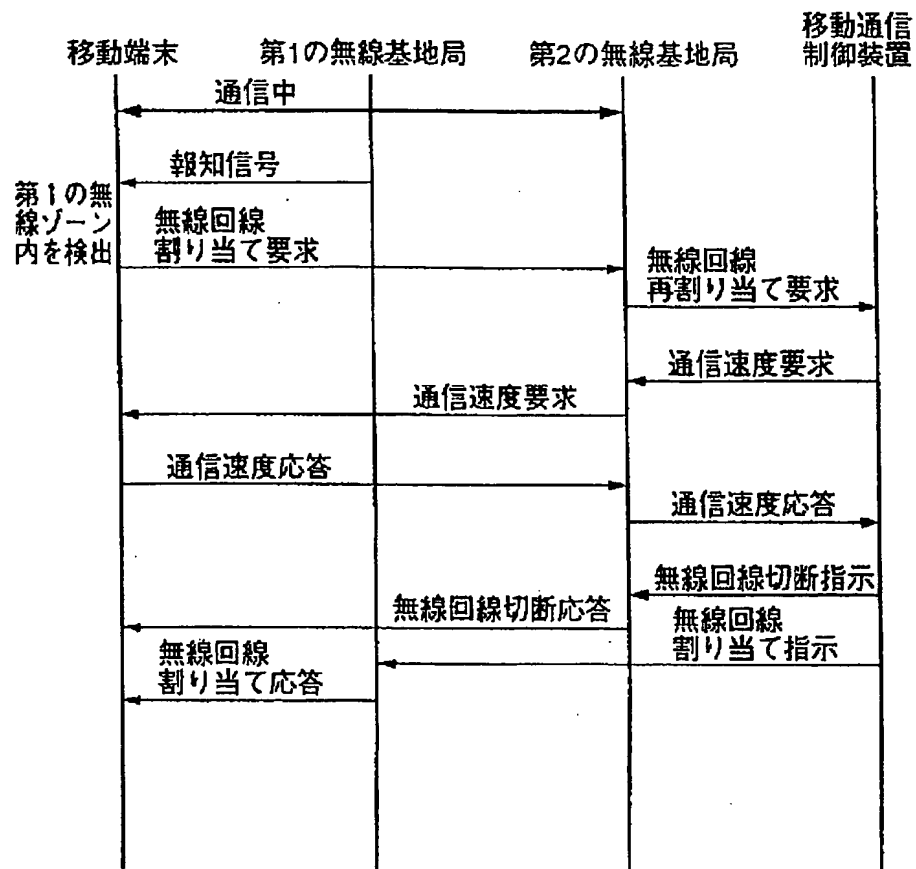 移動端末
第1の無線基地局
第2の無線基地局
移動通信
制御装置
通信中
報知信号
第1の無
線ゾーン
内を検出
無線回線
割り当て要求
無線回線
再割り当て要求
通信速度要求
通信速度要求
通信速度応答
通信速度応答
無線回線切断指示
無線回線切断応答
無線回線
割り当て指示
無線回線
割り当て応答